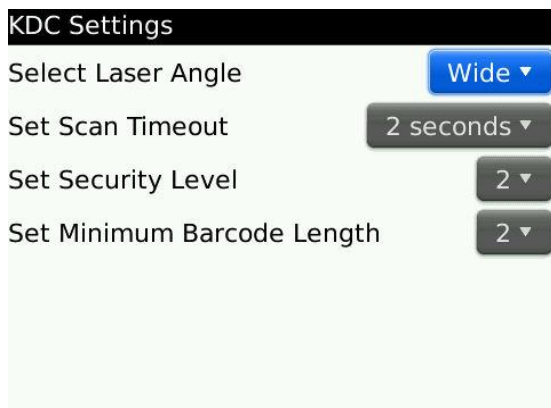 KDC Settings
Select Laser Angle Wide
Set Scan Timeout 2 seconds
Set Security Level 2
Set Minimum Barcode Length 2